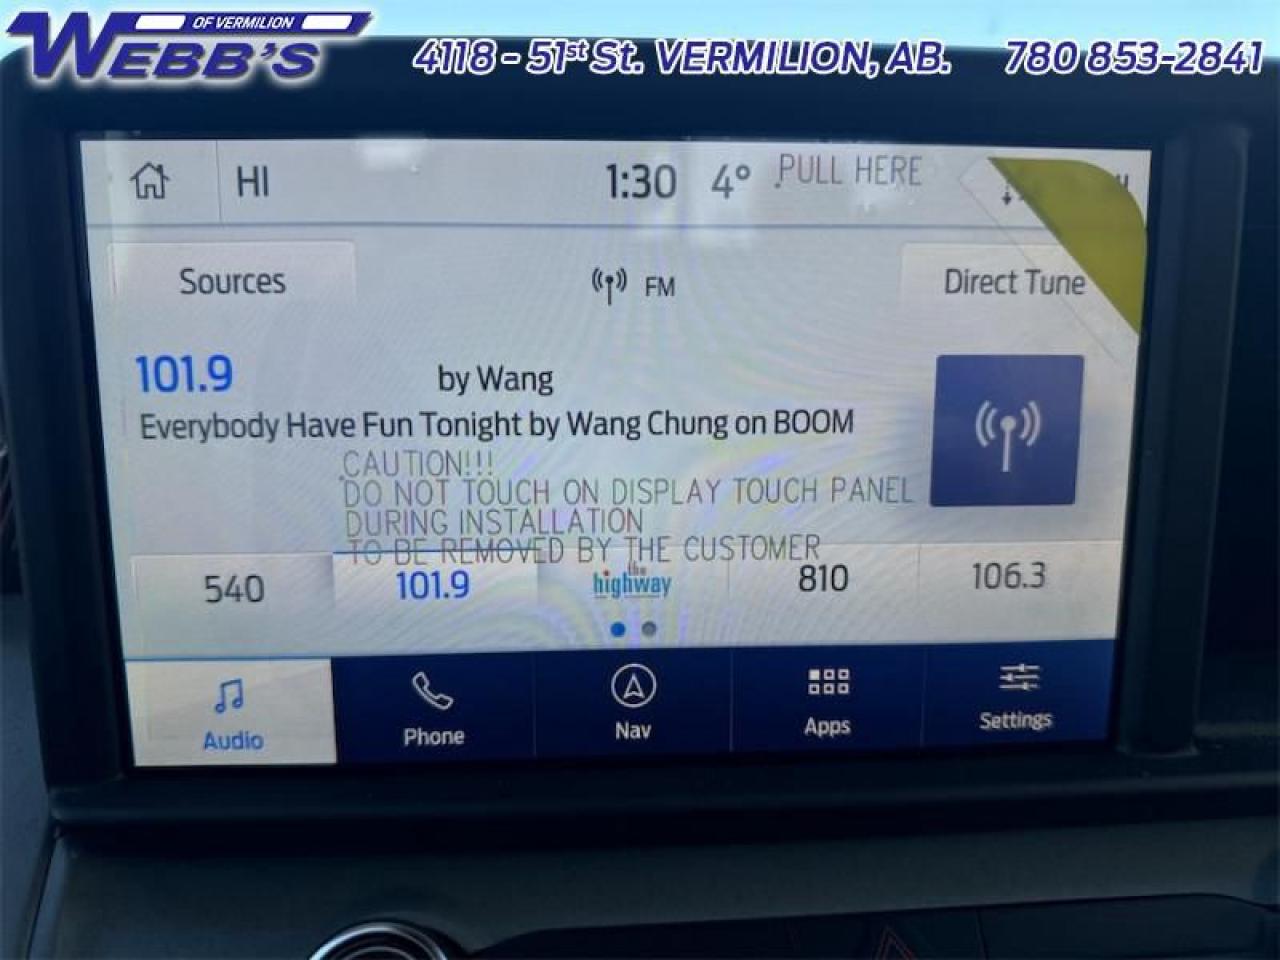 OF VERMILION
WEBB'S
4118 - 51st St. VERMILION, AB. 780 853-2841
HI 1:30 4° PULL HERE
Sources FM Direct Tune
101.9 by Wang
Everybody Have Fun Tonight by Wang Chung on BOOM
CAUTION!!!
DO NOT TOUCH ON DISPLAY TOUCH PANEL
DURING INSTALLATION
TO BE REMOVED BY THE CUSTOMER
540 101.9 the highway 810 106.3
Audio Phone Nav Apps Settings